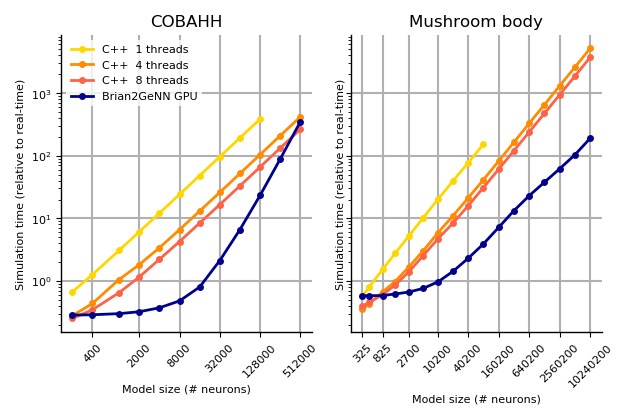 COBAHH
Mushroom body
C++ 1 threads
C++ 4 threads
C++ 8 threads
Brian2GeNN GPU
Simulation time (relative to real-time)
10³
10²
10¹
10⁰
400
2000
8000
32000
128000
512000
Model size (# neurons)
Simulation time (relative to real-time)
10³
10²
10¹
10⁰
325
825
2700
10200
40200
160200
640200
2560200
10240200
Model size (# neurons)